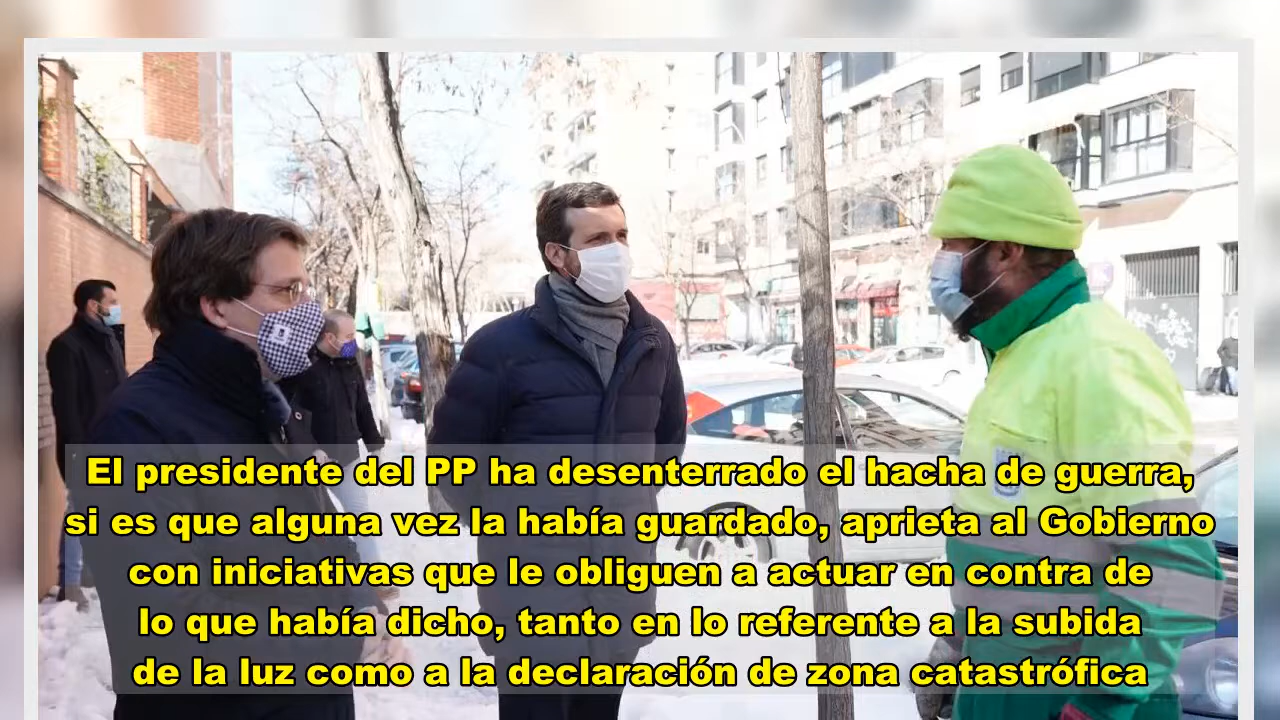 El presidente del PP ha desenterrado el hacha de guerra,
si es que alguna vez la había guardado, aprieta al Gobierno
con iniciativas que le obliguen a actuar en contra de
lo que había dicho, tanto en lo referente a la subida
de la luz como a la declaración de zona catastrófica